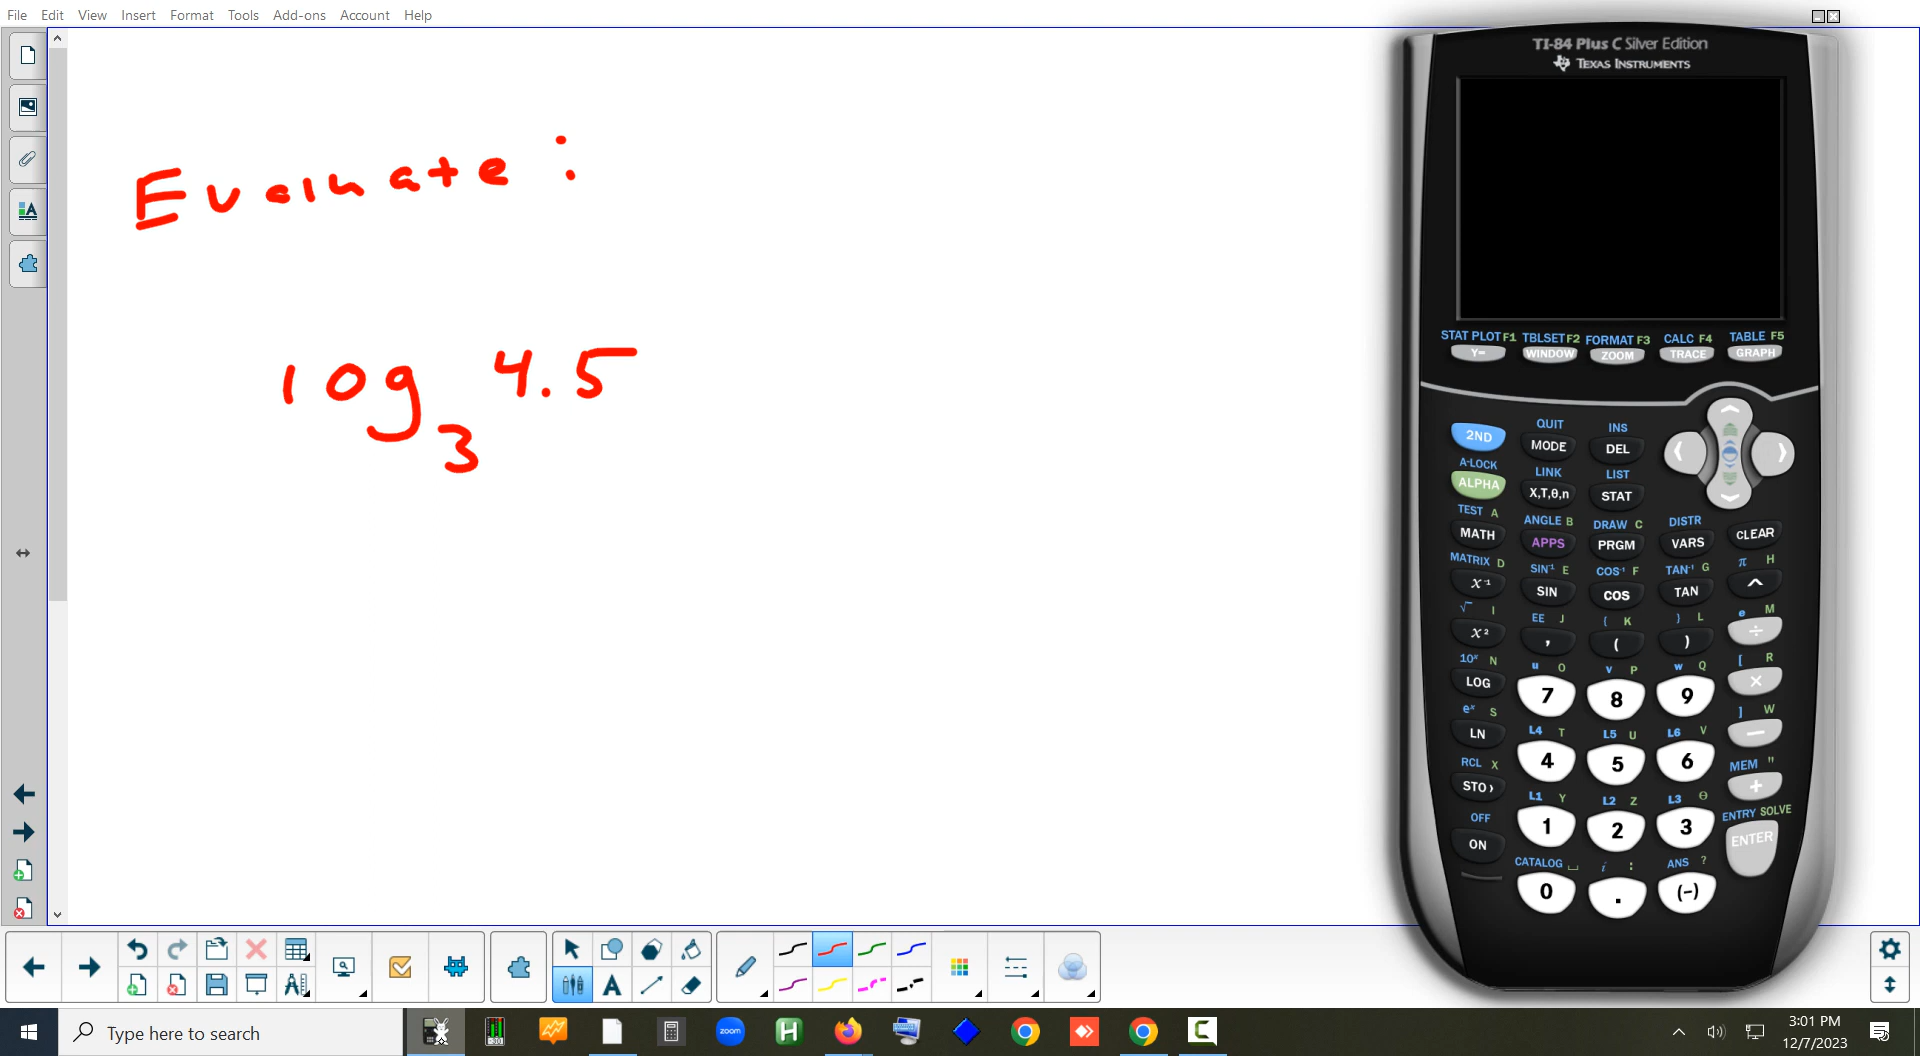 File Edit View Insert Format Tools Add-ons Account Help
Evaluate :
log₃ 4.5
TI-84 Plus C Silver Edition
TEXAS INSTRUMENTS
STAT PLOT F1 TBLSET F2 FORMAT F3 CALC F4 TABLE F5
Y= WINDOW ZOOM TRACE GRAPH
QUIT INS
2ND MODE DEL
A-LOCK LINK LIST
ALPHA X,T,θ,n STAT
TEST A ANGLE B DRAW C DISTR
MATH APPS PRGM VARS CLEAR
MATRIX D SIN⁻¹ E COS⁻¹ F TAN⁻¹ G π H
x⁻¹ SIN COS TAN ^
√ I EE J { K } L e M
x² , ( ) ÷
10ˣ N u O v P w Q [ R
LOG 7 8 9 ×
eˣ S L4 T L5 U L6 V ] W
LN 4 5 6 −
RCL X L1 Y L2 Z L3 θ MEM "
STO› 1 2 3 +
OFF CATALOG ⎵ i : ANS ? ENTRY SOLVE
ON 0 . (−) ENTER
A
A
-30
zoom
H
C
Type here to search
3:01 PM
12/7/2023